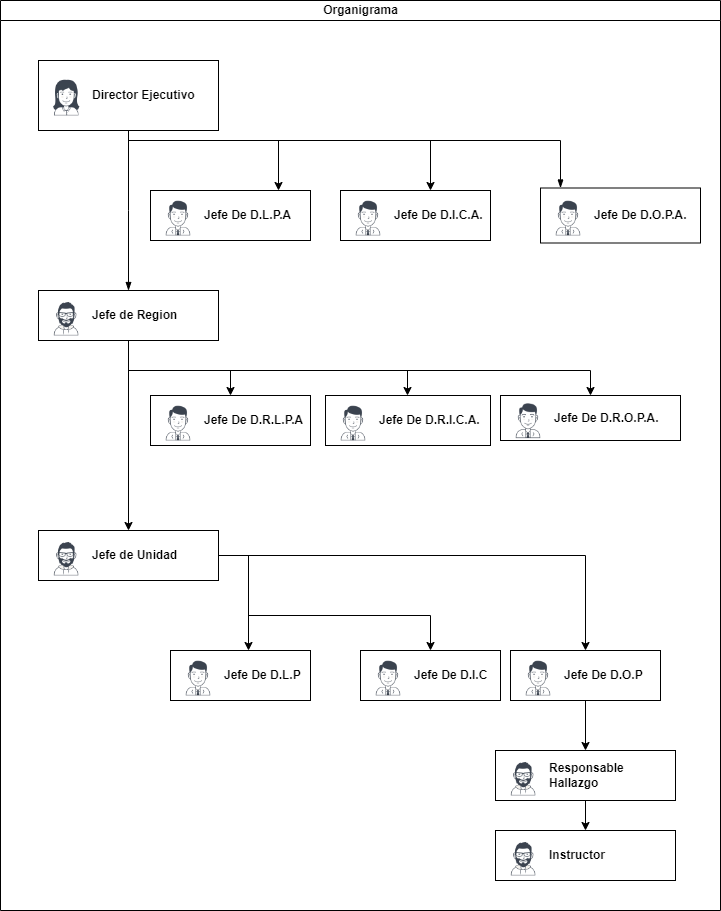 Organigrama
Director Ejecutivo
Jefe De D.L.P.A
Jefe De D.I.C.A.
Jefe De D.O.P.A.
Jefe de Region
Jefe De D.R.L.P.A
Jefe De D.R.I.C.A.
Jefe De D.R.O.P.A.
Jefe de Unidad
Jefe De D.L.P
Jefe De D.I.C
Jefe De D.O.P
Responsable
Hallazgo
Instructor